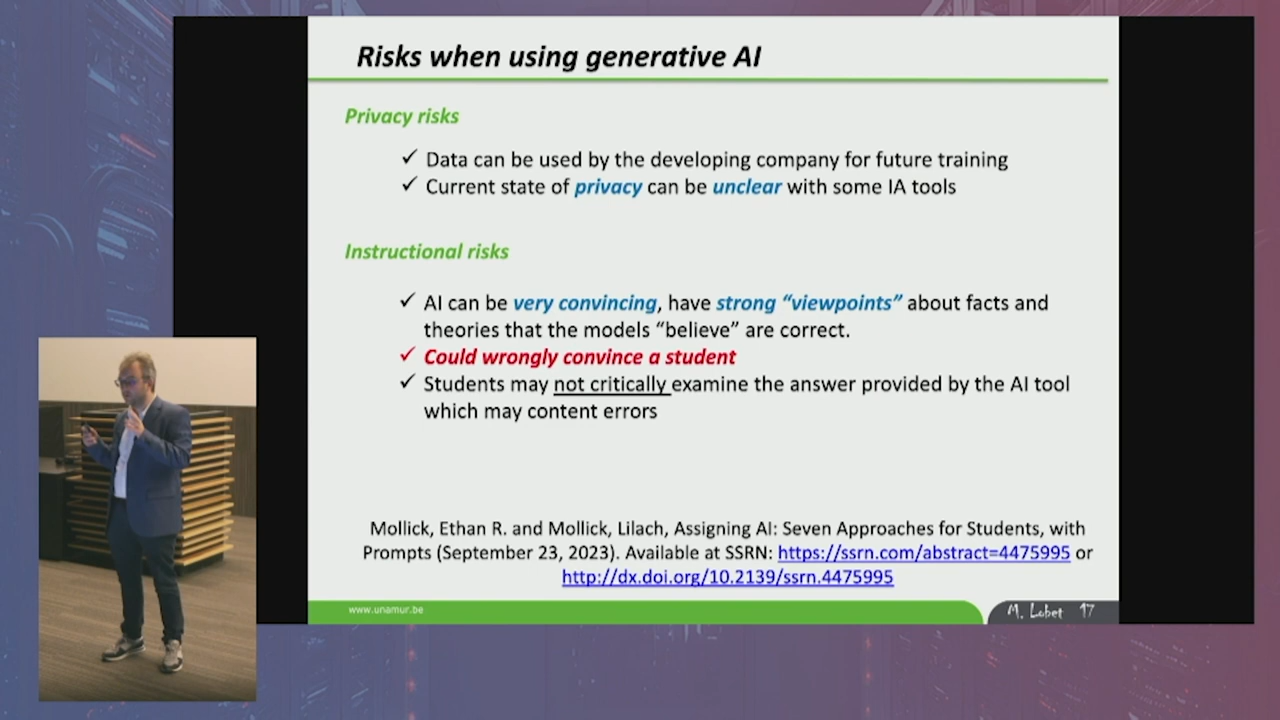 Risks when using generative AI
Privacy risks
✓ Data can be used by the developing company for future training
✓ Current state of privacy can be unclear with some IA tools
Instructional risks
✓ AI can be very convincing, have strong “viewpoints” about facts and
theories that the models “believe” are correct.
✓ Could wrongly convince a student
✓ Students may not critically examine the answer provided by the AI tool
which may content errors
Mollick, Ethan R. and Mollick, Lilach, Assigning AI: Seven Approaches for Students, with
Prompts (September 23, 2023). Available at SSRN: https://ssrn.com/abstract=4475995 or
http://dx.doi.org/10.2139/ssrn.4475995
www.unamur.be
M. Lobet 17